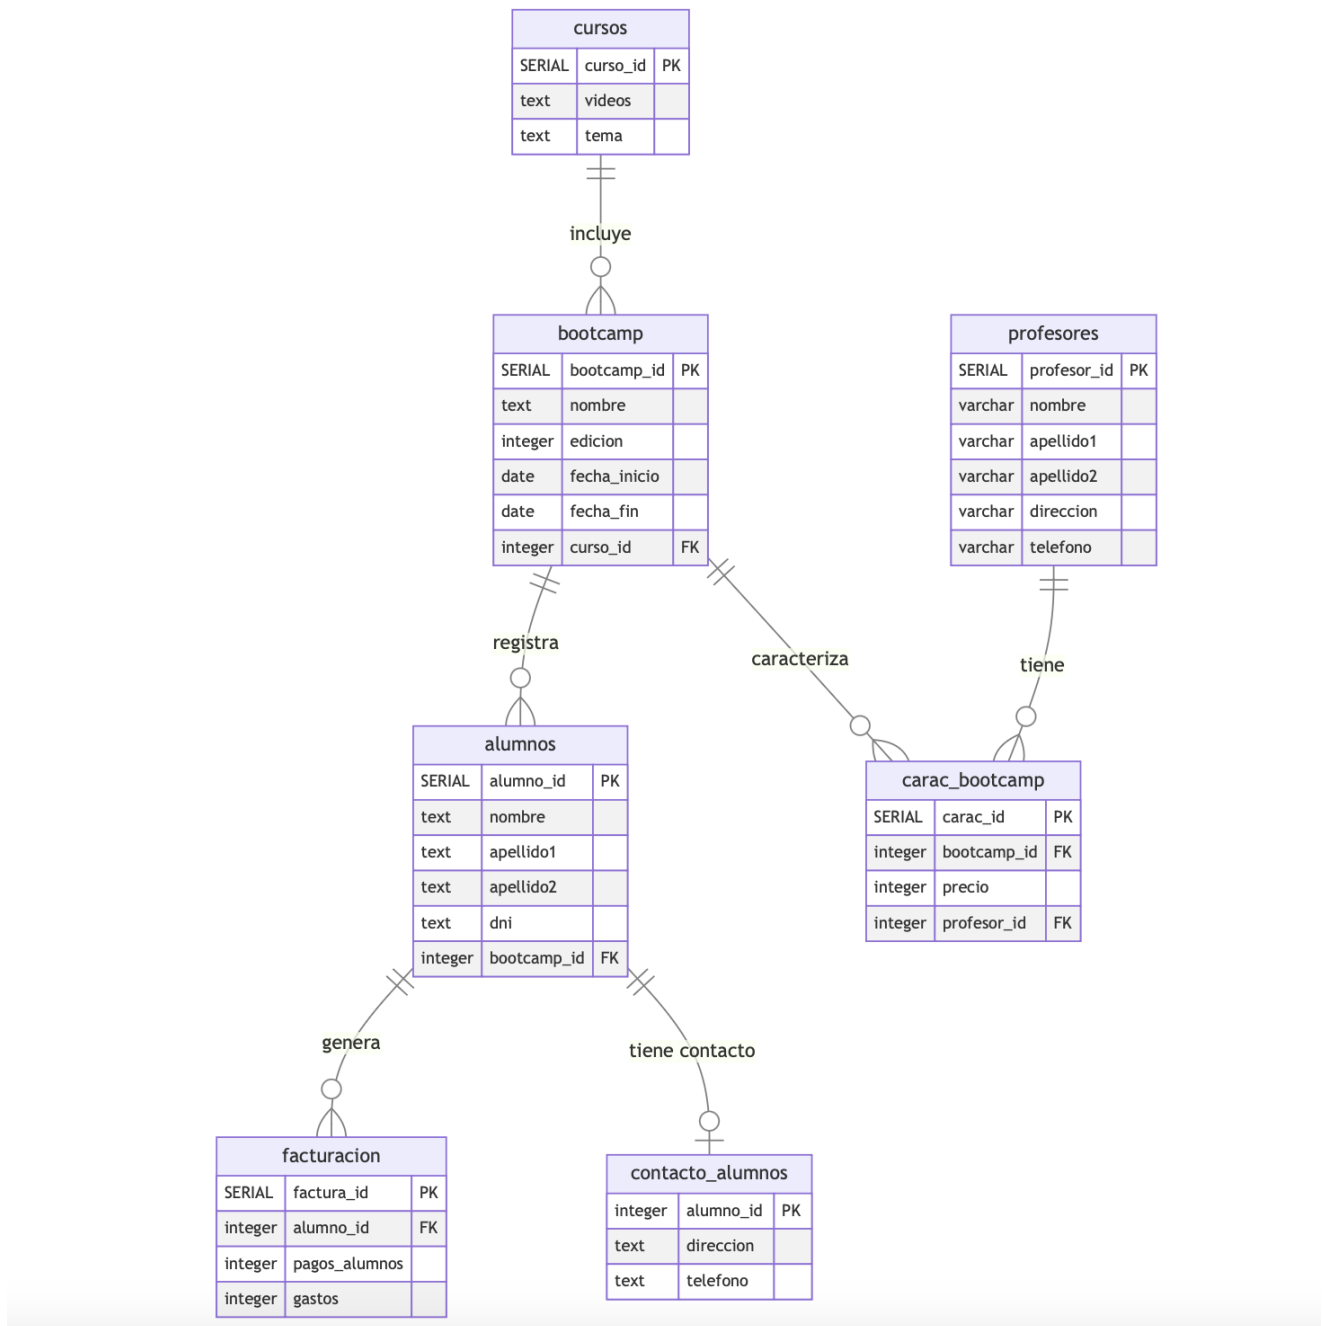 cursos
SERIAL curso_id PK
text videos
text tema
incluye
bootcamp
SERIAL bootcamp_id PK
text nombre
integer edicion
date fecha_inicio
date fecha_fin
integer curso_id FK
profesores
SERIAL profesor_id PK
varchar nombre
varchar apellido1
varchar apellido2
varchar direccion
varchar telefono
registra
caracteriza
tiene
alumnos
SERIAL alumno_id PK
text nombre
text apellido1
text apellido2
text dni
integer bootcamp_id FK
carac_bootcamp
SERIAL carac_id PK
integer bootcamp_id FK
integer precio
integer profesor_id FK
genera
tiene contacto
facturacion
SERIAL factura_id PK
integer alumno_id FK
integer pagos_alumnos
integer gastos
contacto_alumnos
integer alumno_id PK
text direccion
text telefono